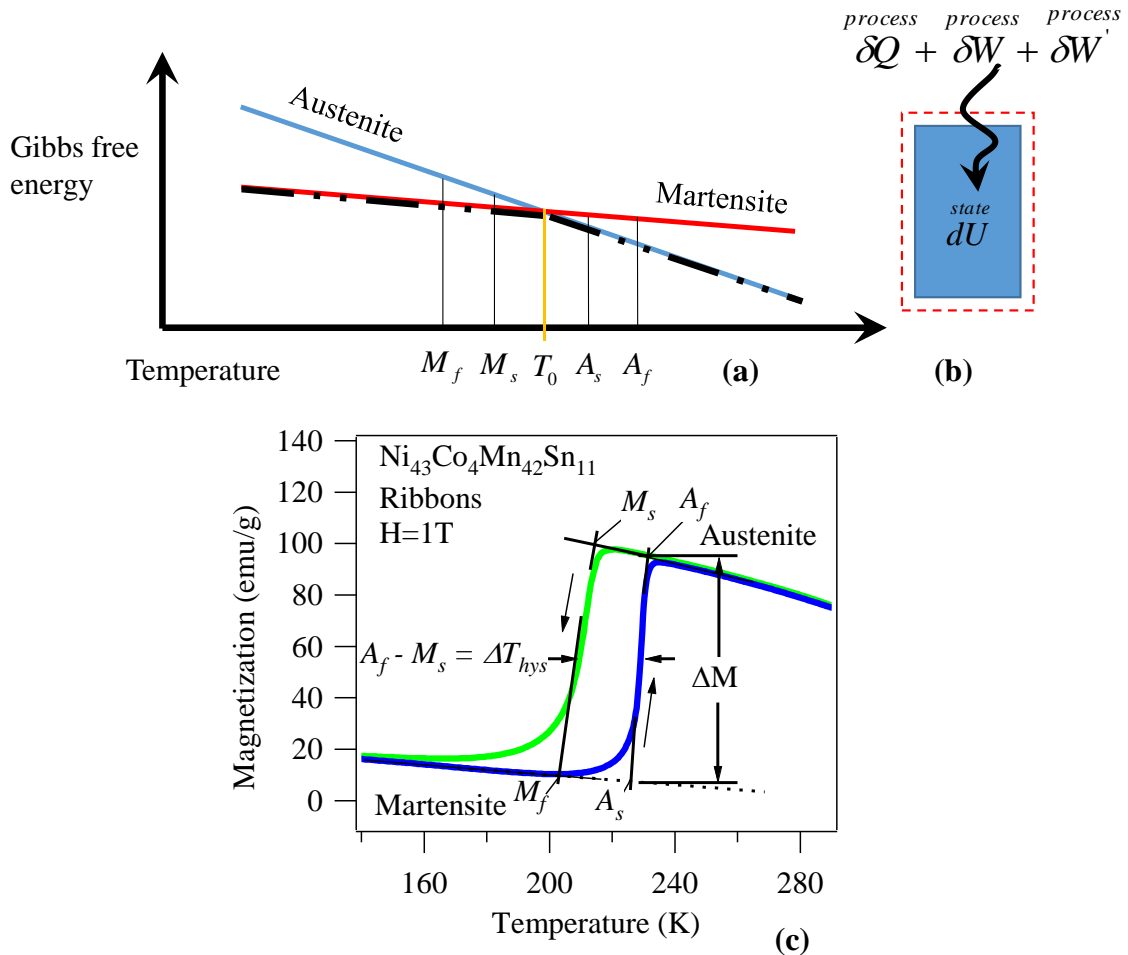 Gibbs free
energy
Austenite
Martensite
Temperature
M_f M_s T_0 A_s A_f
(a)
process process process
δQ + δW + δW'
state
dU
(b)
Magnetization (emu/g)
140
120
100
80
60
40
20
0
Ni43Co4Mn42Sn11
Ribbons
H=1T
M_s
A_f
Austenite
A_f - M_s = ΔT_hys
ΔM
Martensite
M_f
A_s
160 200 240 280
Temperature (K)
(c)